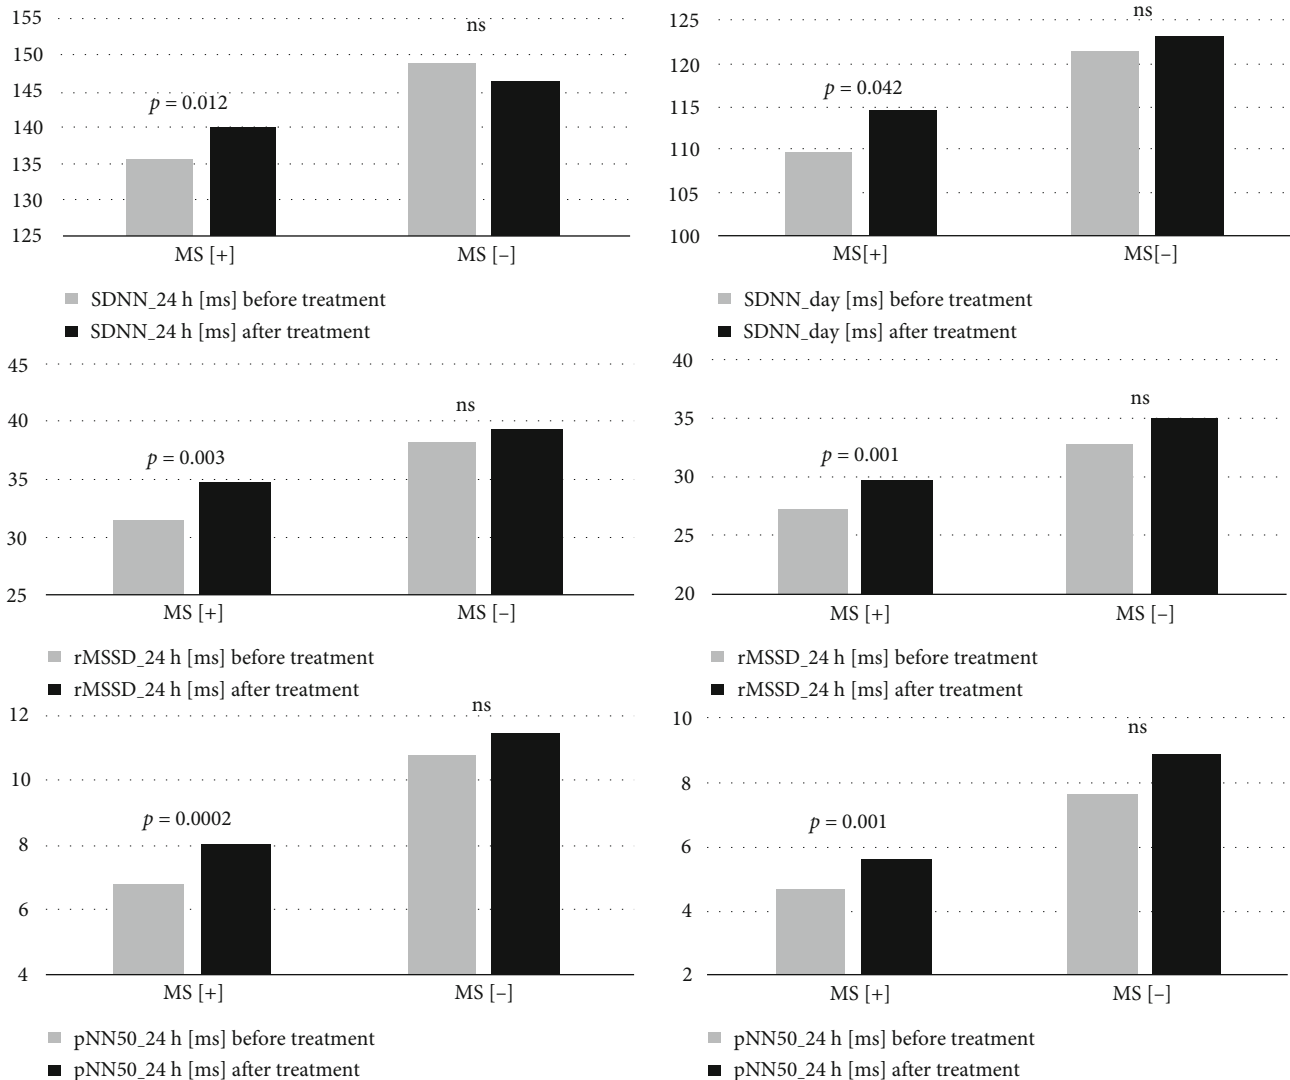 155
150
145
140
135
130
125
ns
p = 0.012
MS [+]
MS [–]
SDNN_24 h [ms] before treatment
SDNN_24 h [ms] after treatment
125
120
115
110
105
100
ns
p = 0.042
MS[+]
MS[–]
SDNN_day [ms] before treatment
SDNN_day [ms] after treatment
45
40
35
30
25
ns
p = 0.003
MS [+]
MS [–]
rMSSD_24 h [ms] before treatment
rMSSD_24 h [ms] after treatment
40
35
30
25
20
ns
p = 0.001
MS [+]
MS [–]
rMSSD_24 h [ms] before treatment
rMSSD_24 h [ms] after treatment
12
10
8
6
4
ns
p = 0.0002
MS [+]
MS [–]
pNN50_24 h [ms] before treatment
pNN50_24 h [ms] after treatment
10
8
6
4
2
ns
p = 0.001
MS [+]
MS [–]
pNN50_24 h [ms] before treatment
pNN50_24 h [ms] after treatment